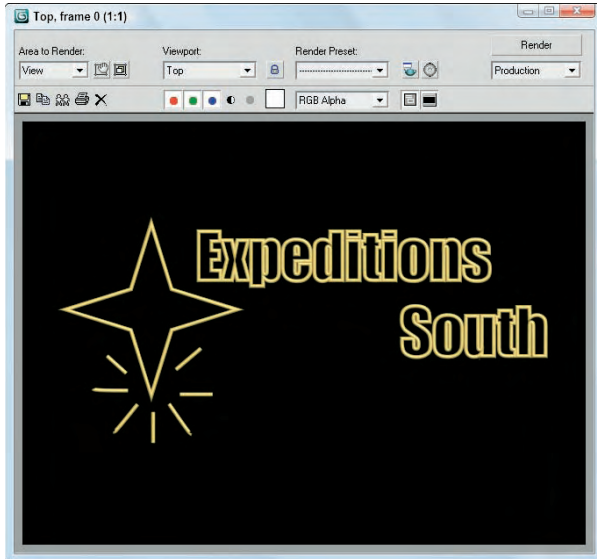 Top, frame 0 (1:1)
Area to Render:
Viewport:
Render Preset:
Render
View
Top
Production
RGB Alpha
Expeditions
South